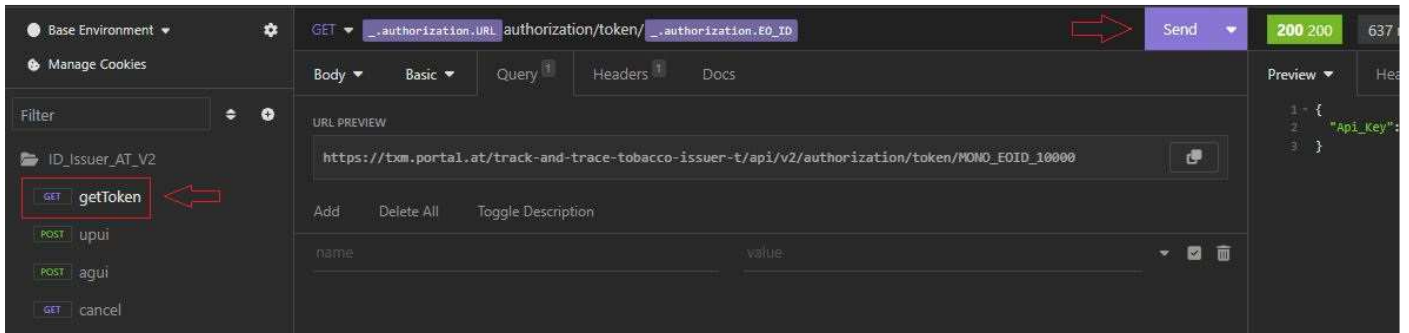 Base Environment
Manage Cookies
Filter
ID_Issuer_AT_V2
GET getToken
POST upui
POST agui
GET cancel
GET _.authorization.URL authorization/token/ _.authorization.EO_ID
Send
Body Basic Query 1 Headers 1 Docs
URL PREVIEW
https://txm.portal.at/track-and-trace-tobacco-issuer-t/api/v2/authorization/token/MONO_EOID_10000
Add Delete All Toggle Description
name value
200 200 637
Preview Hea
1 {
2 "Api_Key":
3 }